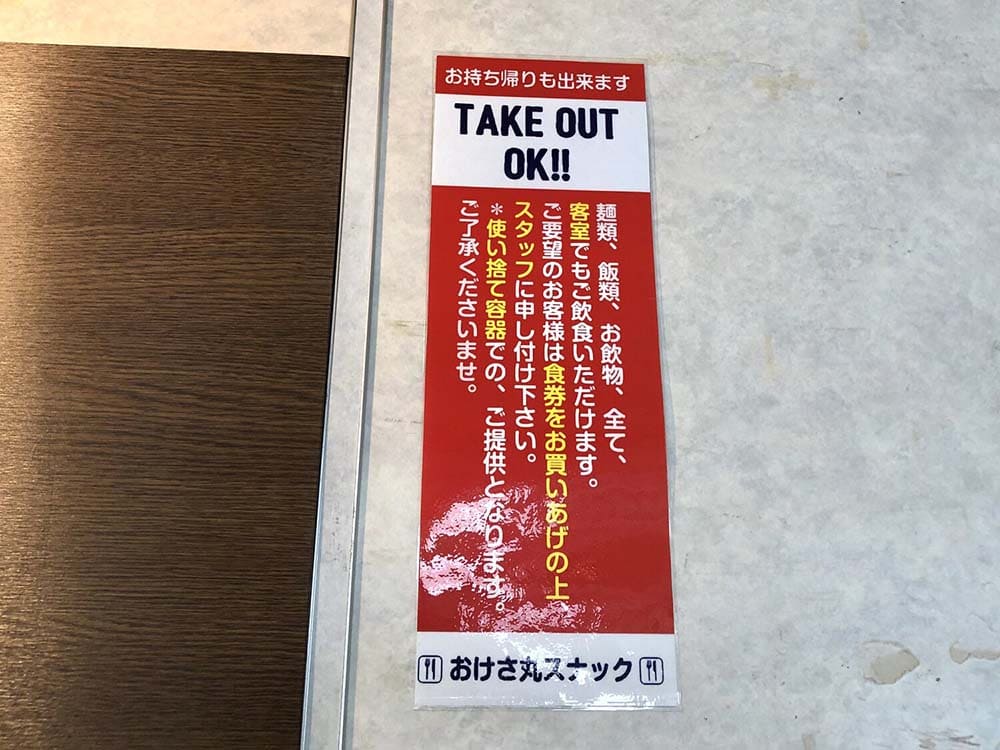 お持ち帰りも出来ます
TAKE OUT
OK!!
麺類、飯類、お飲物、全て、
客室でもご飲食いただけます。
ご要望のお客様は食券をお買いあげの上、
スタッフに申し付け下さい。
＊使い捨て容器での、ご提供となります。
ご了承くださいませ。
おけさ丸スナック